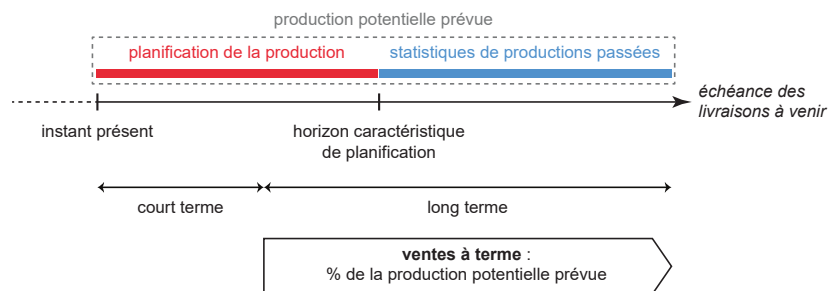 production potentielle prévue
planification de la production
statistiques de productions passées
échéance des
livraisons à venir
instant présent
horizon caractéristique
de planification
court terme
long terme
ventes à terme :
% de la production potentielle prévue